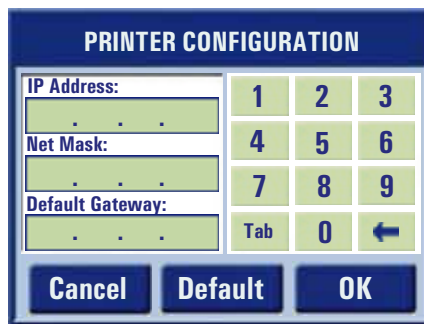 PRINTER CONFIGURATION
IP Address:
. . .
Net Mask:
. . .
Default Gateway:
. . .
1 2 3
4 5 6
7 8 9
Tab 0 ←
Cancel Default OK